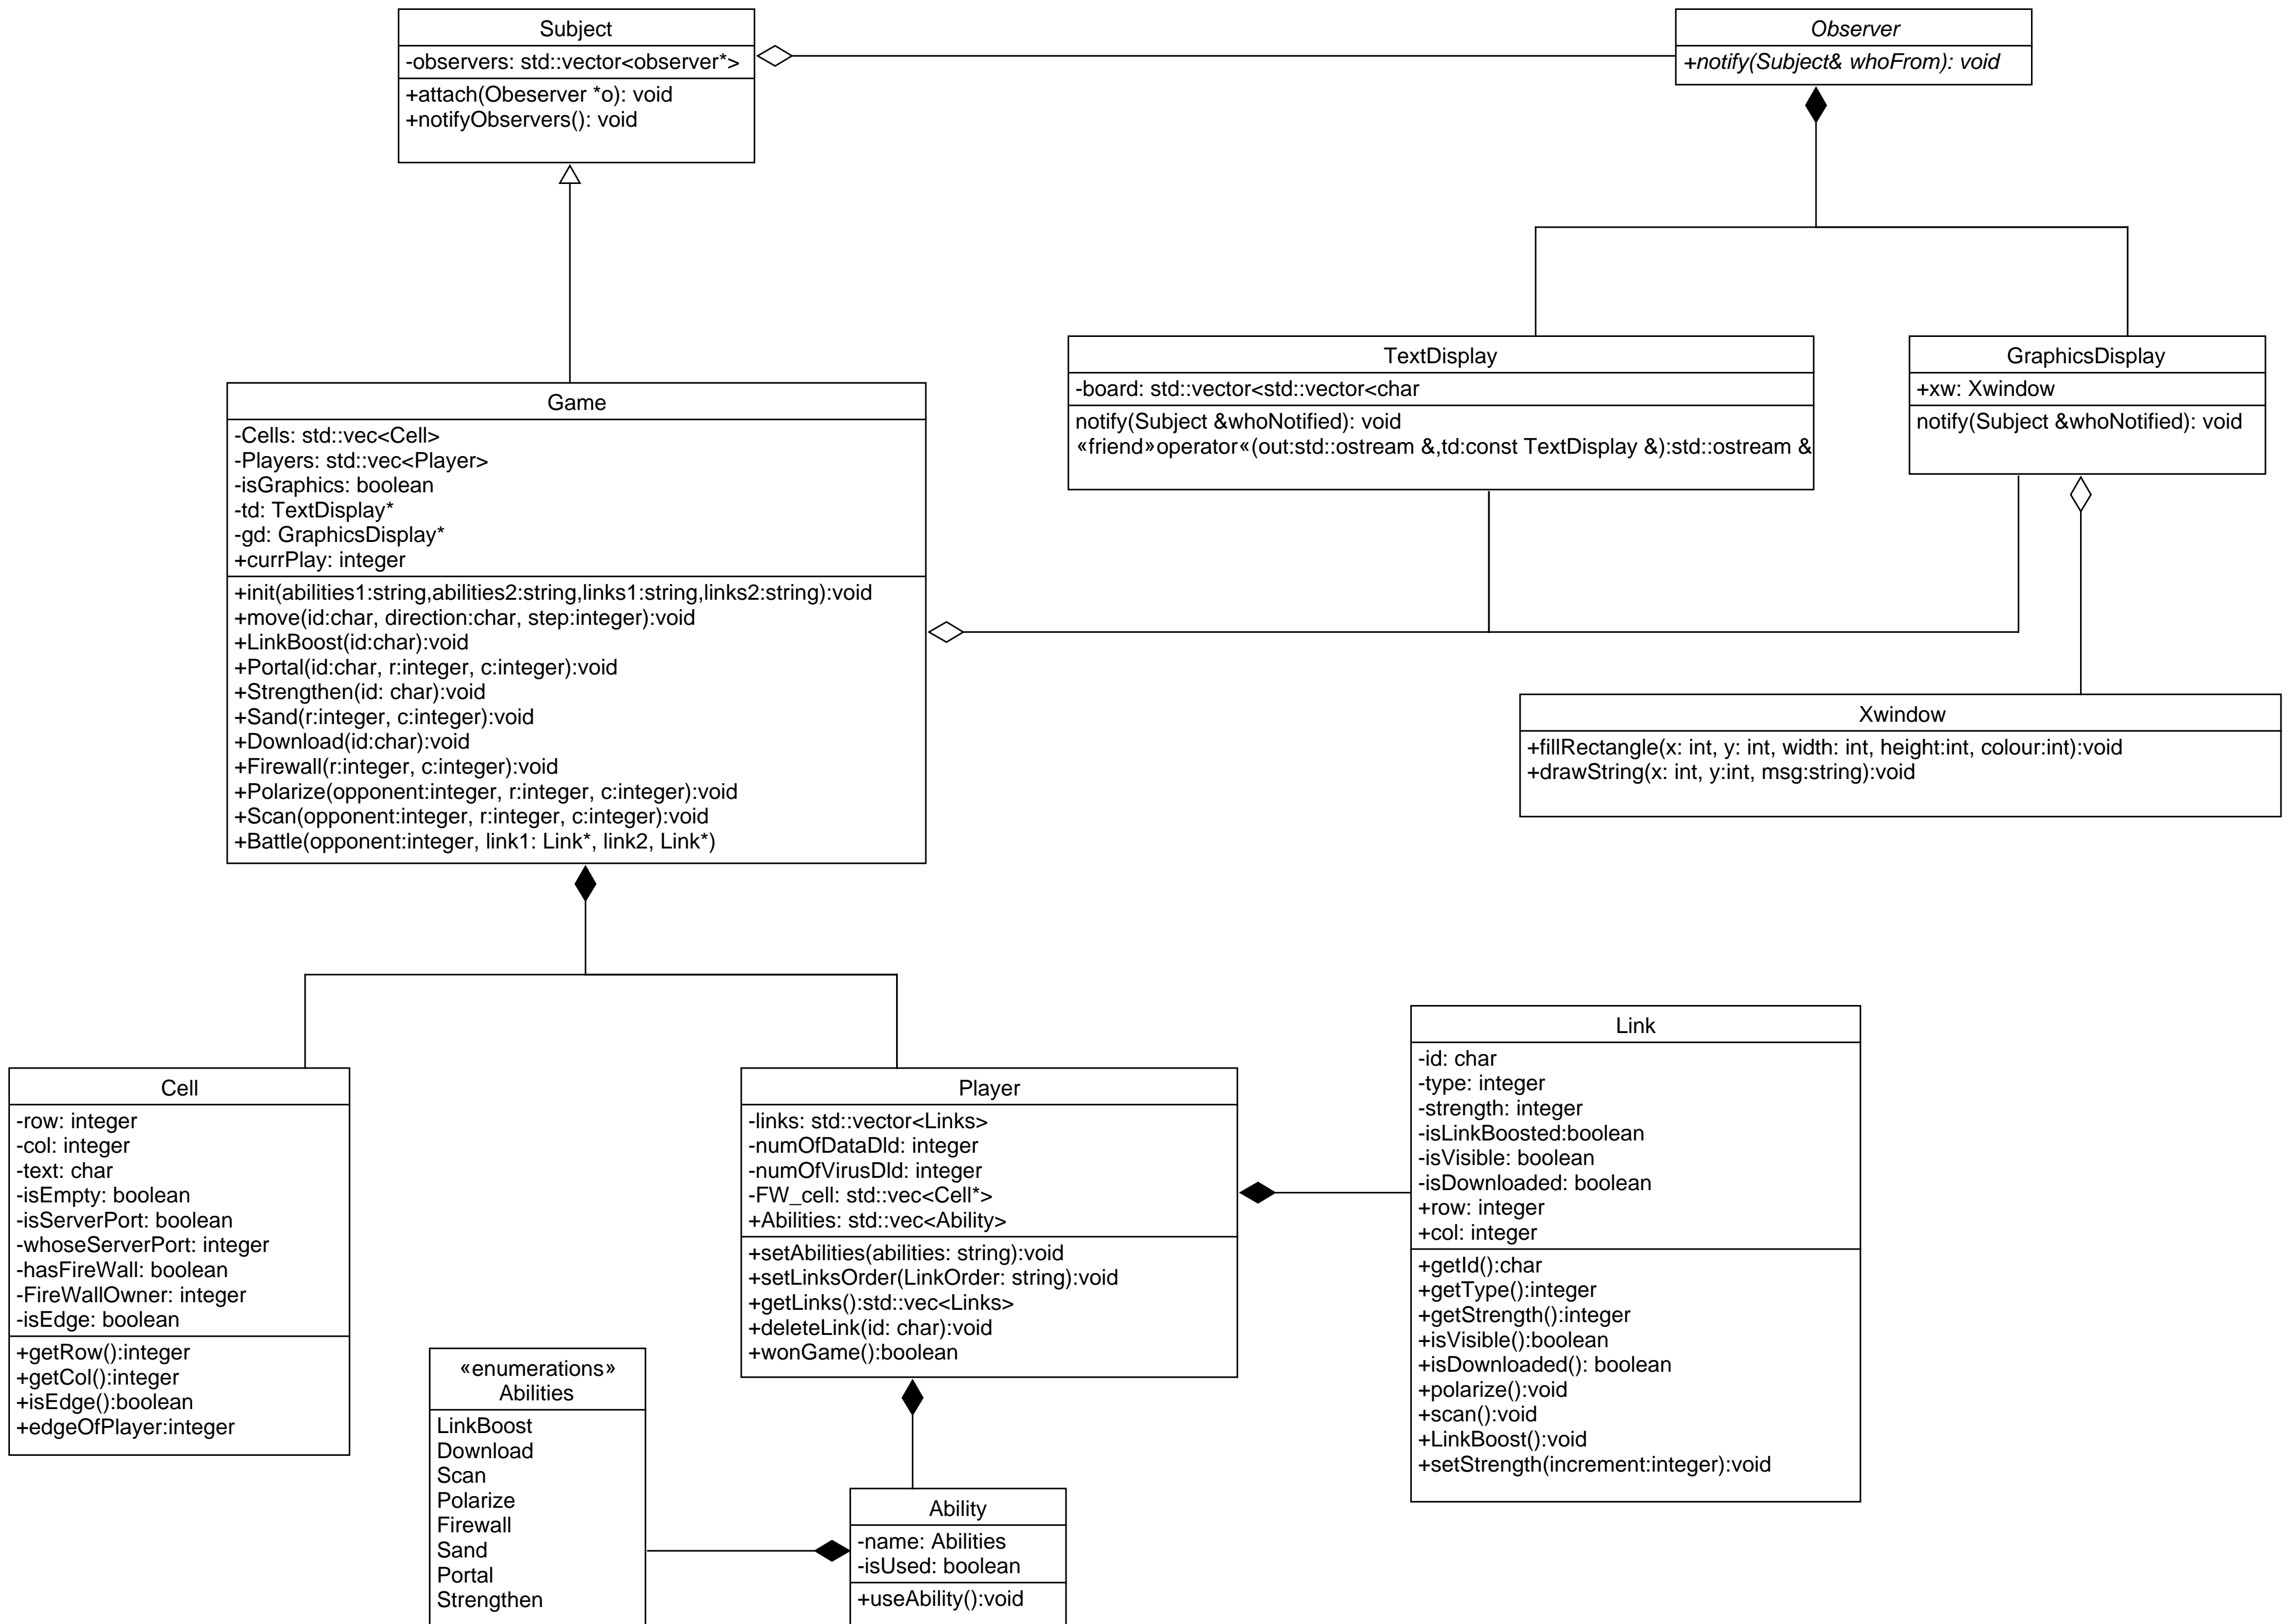 Subject
-observers: std::vector<observer*>
+attach(Obeserver *o): void
+notifyObservers(): void
Observer
+notify(Subject& whoFrom): void
TextDisplay
-board: std::vector<std::vector<char
notify(Subject &whoNotified): void
«friend»operator«(out:std::ostream &,td:const TextDisplay &):std::ostream &
GraphicsDisplay
+xw: Xwindow
notify(Subject &whoNotified): void
Game
-Cells: std::vec<Cell>
-Players: std::vec<Player>
-isGraphics: boolean
-td: TextDisplay*
-gd: GraphicsDisplay*
+currPlay: integer
+init(abilities1:string,abilities2:string,links1:string,links2:string):void
+move(id:char, direction:char, step:integer):void
+LinkBoost(id:char):void
+Portal(id:char, r:integer, c:integer):void
+Strengthen(id: char):void
+Sand(r:integer, c:integer):void
+Download(id:char):void
+Firewall(r:integer, c:integer):void
+Polarize(opponent:integer, r:integer, c:integer):void
+Scan(opponent:integer, r:integer, c:integer):void
+Battle(opponent:integer, link1: Link*, link2, Link*)
Xwindow
+fillRectangle(x: int, y: int, width: int, height:int, colour:int):void
+drawString(x: int, y:int, msg:string):void
Cell
-row: integer
-col: integer
-text: char
-isEmpty: boolean
-isServerPort: boolean
-whoseServerPort: integer
-hasFireWall: boolean
-FireWallOwner: integer
-isEdge: boolean
+getRow():integer
+getCol():integer
+isEdge():boolean
+edgeOfPlayer:integer
Player
-links: std::vector<Links>
-numOfDataDld: integer
-numOfVirusDld: integer
-FW_cell: std::vec<Cell*>
+Abilities: std::vec<Ability>
+setAbilities(abilities: string):void
+setLinksOrder(LinkOrder: string):void
+getLinks():std::vec<Links>
+deleteLink(id: char):void
+wonGame():boolean
Link
-id: char
-type: integer
-strength: integer
-isLinkBoosted:boolean
-isVisible: boolean
-isDownloaded: boolean
+row: integer
+col: integer
+getId():char
+getType():integer
+getStrength():integer
+isVisible():boolean
+isDownloaded(): boolean
+polarize():void
+scan():void
+LinkBoost():void
+setStrength(increment:integer):void
«enumerations»
Abilities
LinkBoost
Download
Scan
Polarize
Firewall
Sand
Portal
Strengthen
Ability
-name: Abilities
-isUsed: boolean
+useAbility():void